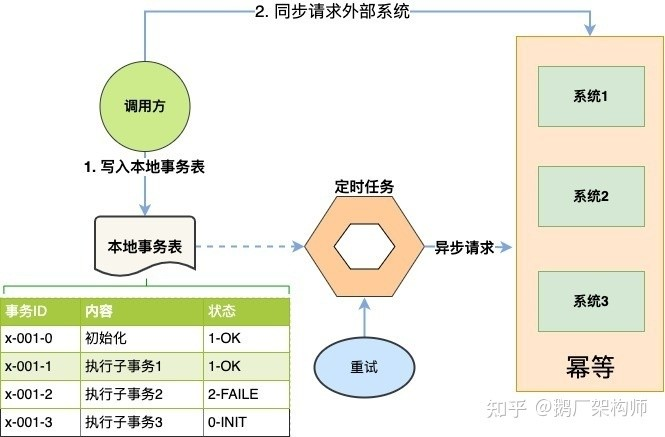 2. 同步请求外部系统
调用方
系统1
1. 写入本地事务表
定时任务
系统2
本地事务表
异步请求
系统3
事务ID 内容 状态
x-001-0 初始化 1-OK
x-001-1 执行子事务1 1-OK
x-001-2 执行子事务2 2-FAILE
x-001-3 执行子事务3 0-INIT
重试
幂等
知乎 @鹅厂架构师